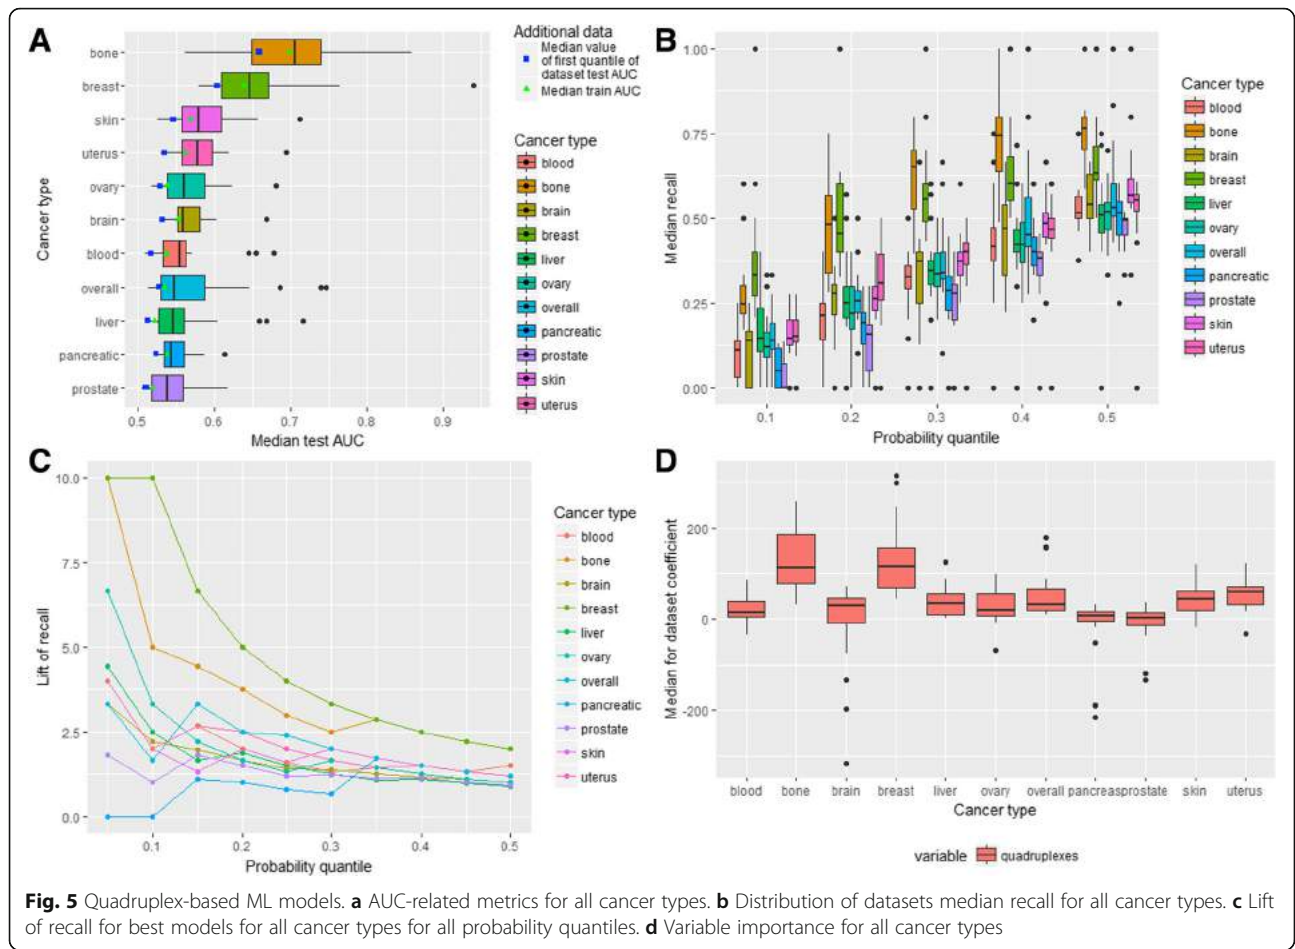 A
Cancer type
bone
breast
skin
uterus
ovary
brain
blood
overall
liver
pancreatic
prostate
0.5 0.6 0.7 0.8 0.9
Median test AUC
Additional data
Median value
of first quantile of
dataset test AUC
Median train AUC
Cancer type
blood
bone
brain
breast
liver
ovary
overall
pancreatic
prostate
skin
uterus
B
Median recall
1.00
0.75
0.50
0.25
0.00
0.1 0.2 0.3 0.4 0.5
Probability quantile
Cancer type
blood
bone
brain
breast
liver
ovary
overall
pancreatic
prostate
skin
uterus
C
Lift of recall
10.0
7.5
5.0
2.5
0.0
0.1 0.2 0.3 0.4 0.5
Probability quantile
Cancer type
blood
bone
brain
breast
liver
ovary
overall
pancreatic
prostate
skin
uterus
D
Median for dataset coefficient
200
0
-200
blood bone brain breast liver ovary overall pancreasprostate skin uterus
Cancer type
variable quadruplexes
Fig. 5 Quadruplex-based ML models. a AUC-related metrics for all cancer types. b Distribution of datasets median recall for all cancer types. c Lift
of recall for best models for all cancer types for all probability quantiles. d Variable importance for all cancer types